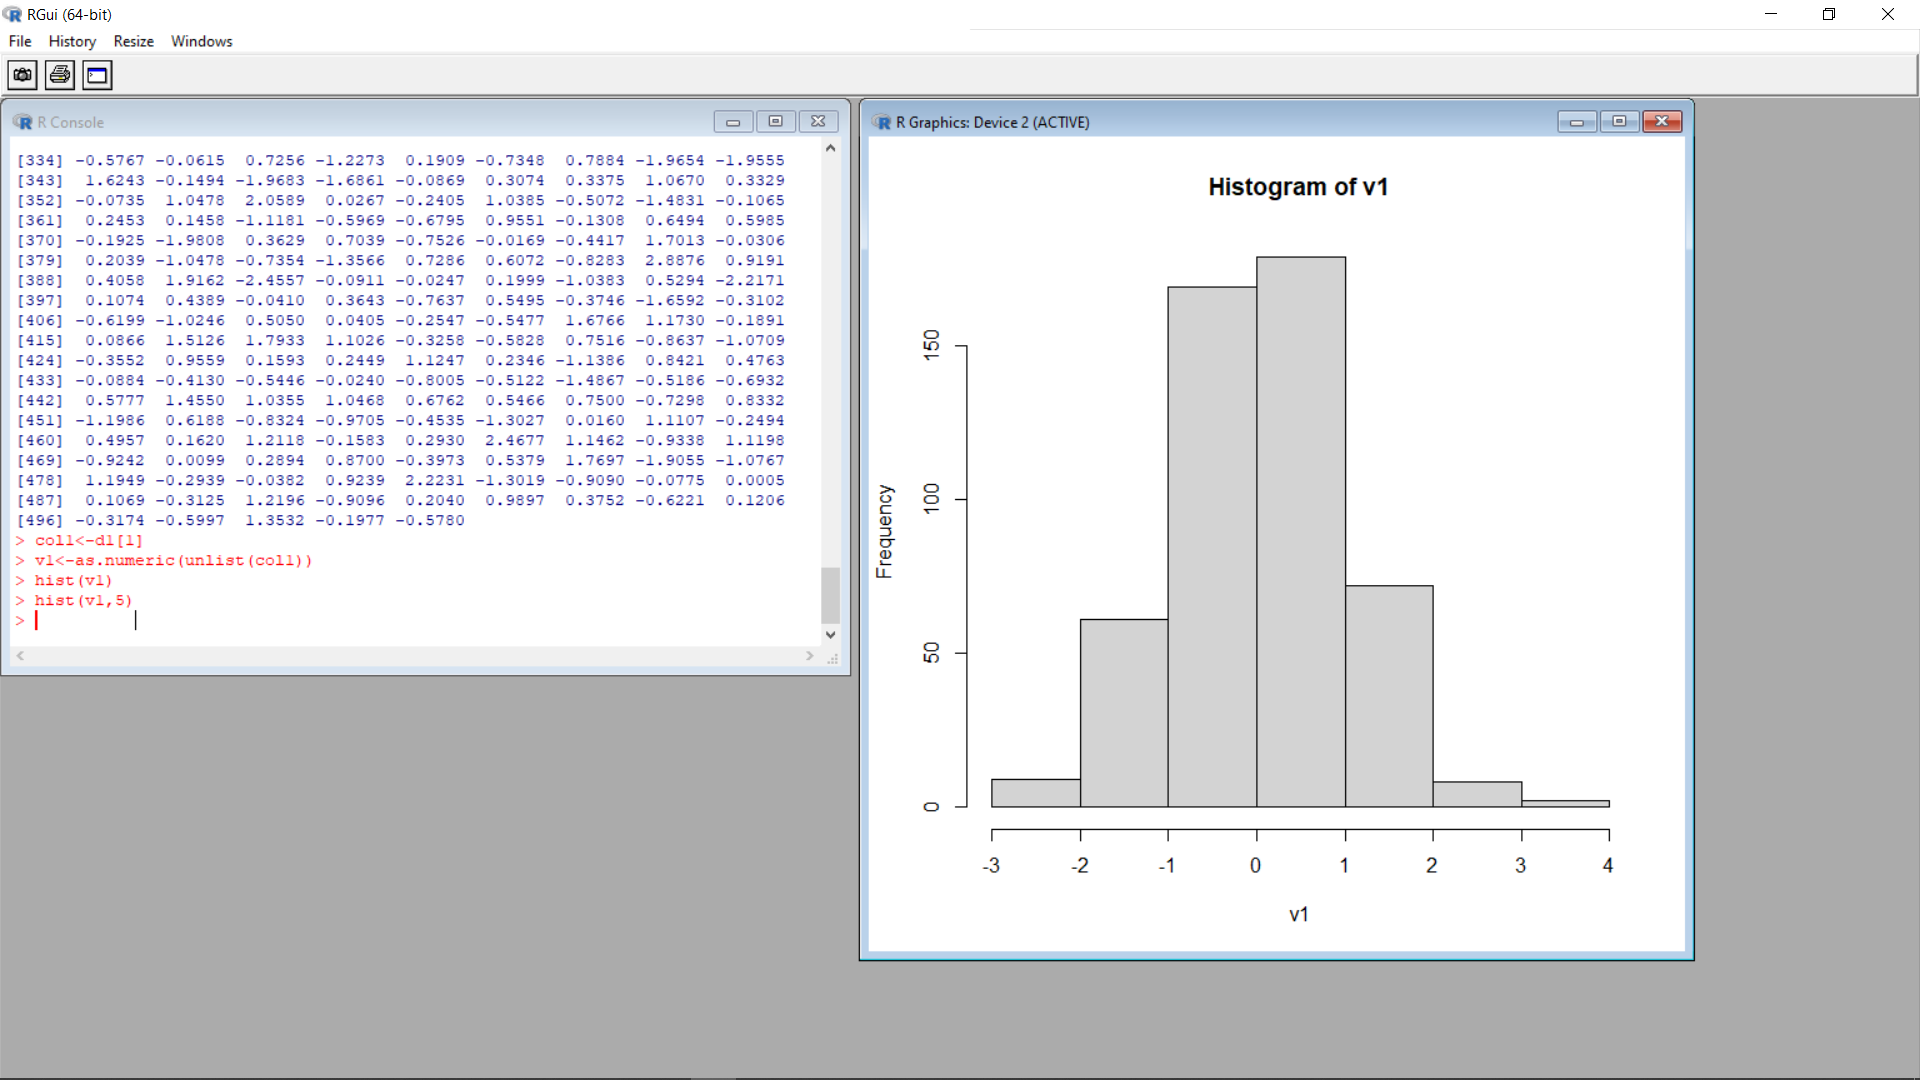 RGui (64-bit)
File History Resize Windows
R Console
[334] -0.5767 -0.0615 0.7256 -1.2273 0.1909 -0.7348 0.7884 -1.9654 -1.9555
[343] 1.6243 -0.1494 -1.9683 -1.6861 -0.0869 0.3074 0.3375 1.0670 0.3329
[352] -0.0735 1.0478 2.0589 0.0267 -0.2405 1.0385 -0.5072 -1.4831 -0.1065
[361] 0.2453 0.1458 -1.1181 -0.5969 -0.6795 0.9551 -0.1308 0.6494 0.5985
[370] -0.1925 -1.9808 0.3629 0.7039 -0.7526 -0.0169 -0.4417 1.7013 -0.0306
[379] 0.2039 -1.0478 -0.7354 -1.3566 0.7286 0.6072 -0.8283 2.8876 0.9191
[388] 0.4058 1.9162 -2.4557 -0.0911 -0.0247 0.1999 -1.0383 0.5294 -2.2171
[397] 0.1074 0.4389 -0.0410 0.3643 -0.7637 0.5495 -0.3746 -1.6592 -0.3102
[406] -0.6199 -1.0246 0.5050 0.0405 -0.2547 -0.5477 1.6766 1.1730 -0.1891
[415] 0.0866 1.5126 1.7933 1.1026 -0.3258 -0.5828 0.7516 -0.8637 -1.0709
[424] -0.3552 0.9559 0.1593 0.2449 1.1247 0.2346 -1.1386 0.8421 0.4763
[433] -0.0884 -0.4130 -0.5446 -0.0240 -0.8005 -0.5122 -1.4867 -0.5186 -0.6932
[442] 0.5777 1.4550 1.0355 1.0468 0.6762 0.5466 0.7500 -0.7298 0.8332
[451] -1.1986 0.6188 -0.8324 -0.9705 -0.4535 -1.3027 0.0160 1.1107 -0.2494
[460] 0.4957 0.1620 1.2118 -0.1583 0.2930 2.4677 1.1462 -0.9338 1.1198
[469] -0.9242 0.0099 0.2894 0.8700 -0.3973 0.5379 1.7697 -1.9055 -1.0767
[478] 1.1949 -0.2939 -0.0382 0.9239 2.2231 -1.3019 -0.9090 -0.0775 0.0005
[487] 0.1069 -0.3125 1.2196 -0.9096 0.2040 0.9897 0.3752 -0.6221 0.1206
[496] -0.3174 -0.5997 1.3532 -0.1977 -0.5780
> col1<-d1[1]
> v1<-as.numeric(unlist(col1))
> hist(v1)
> hist(v1,5)
>
R Graphics: Device 2 (ACTIVE)
Histogram of v1
Frequency
150
100
50
0
-3 -2 -1 0 1 2 3 4
v1